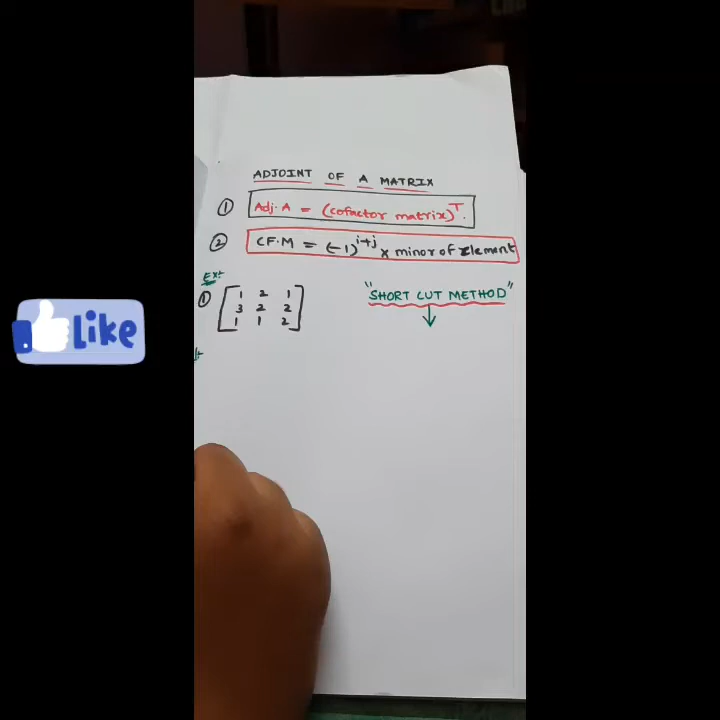 ADJOINT OF A MATRIX
① Adj. A = (cofactor matrix)ᵀ.
② C.F.M = (-1)^{i+j} × minor of element
Ex:-
① [1 2 1
3 2 2
1 1 2]
"SHORT CUT METHOD"
Like